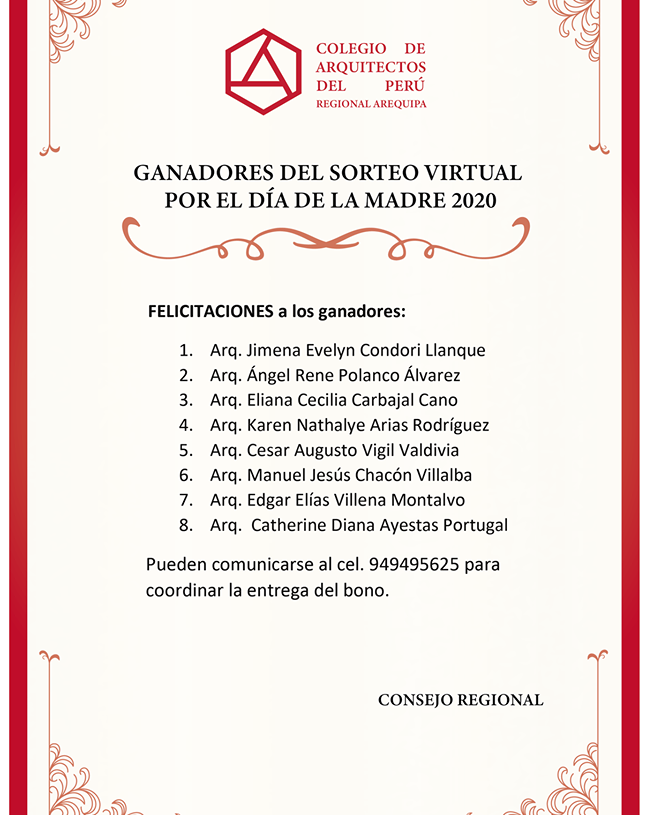 COLEGIO DE
ARQUITECTOS
DEL PERÚ
REGIONAL AREQUIPA
GANADORES DEL SORTEO VIRTUAL
POR EL DÍA DE LA MADRE 2020
FELICITACIONES a los ganadores:
1. Arq. Jimena Evelyn Condori Llanque
2. Arq. Ángel Rene Polanco Álvarez
3. Arq. Eliana Cecilia Carbajal Cano
4. Arq. Karen Nathalye Arias Rodríguez
5. Arq. Cesar Augusto Vigil Valdivia
6. Arq. Manuel Jesús Chacón Villalba
7. Arq. Edgar Elías Villena Montalvo
8. Arq. Catherine Diana Ayestas Portugal
Pueden comunicarse al cel. 949495625 para
coordinar la entrega del bono.
CONSEJO REGIONAL